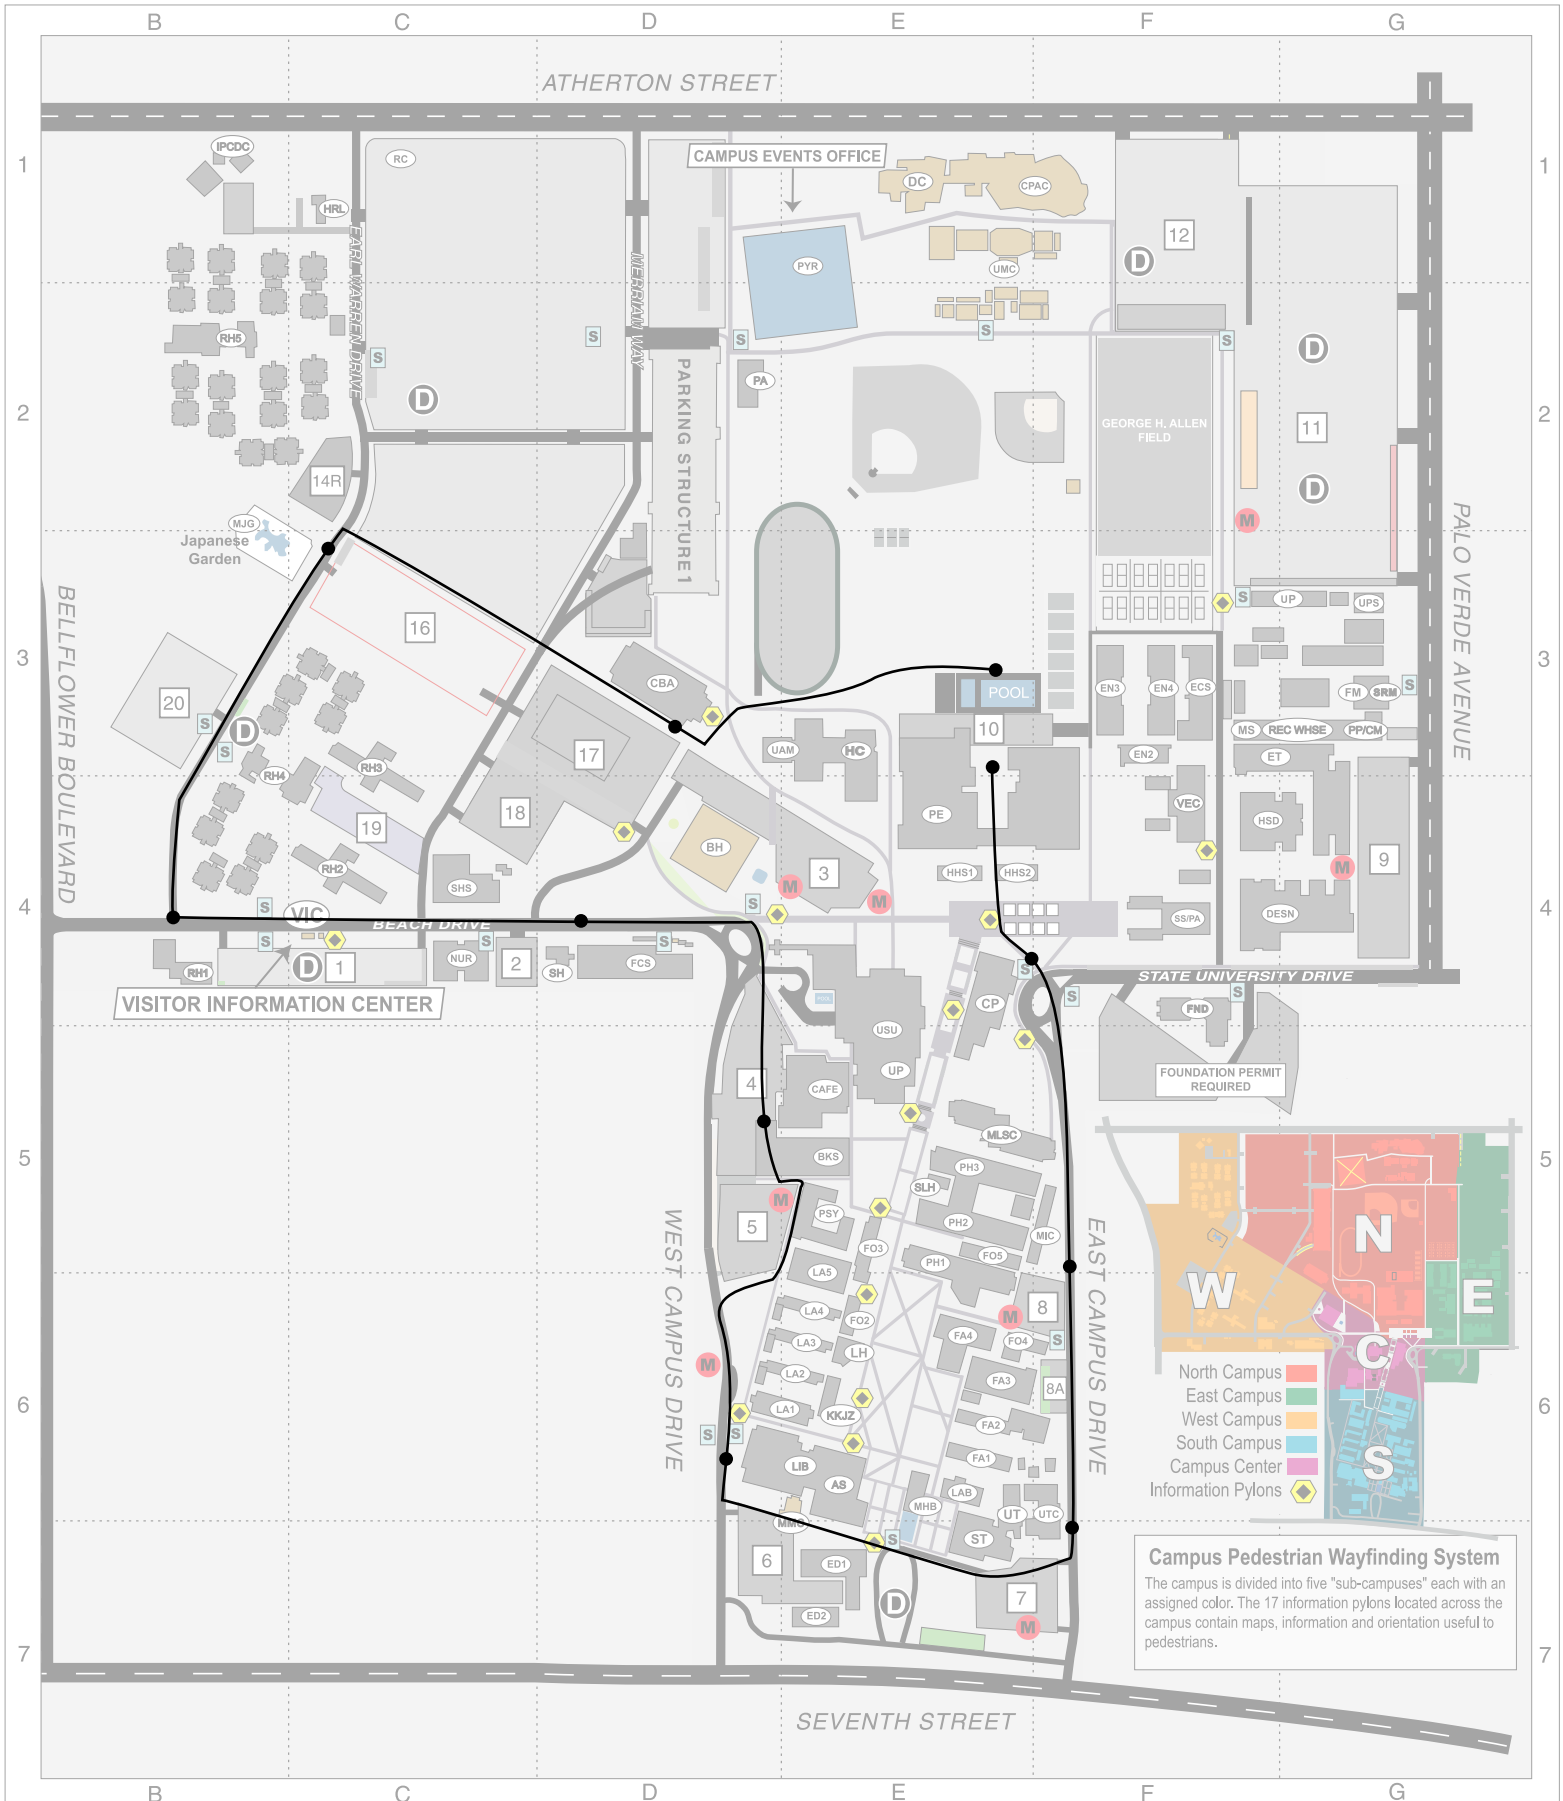 B C D E F G
ATHERTON STREET
1
IPCDC
RC
CAMPUS EVENTS OFFICE
DC
CPAC
1
HRL
12
D
EARL WARREN DRIVE
MERRIAM WAY
PYR
UMC
RH5
S
S
S
S
S
D
PA
D
2
PARKING STRUCTURE 1
GEORGE H. ALLEN
FIELD
11
2
14R
D
MJG
Japanese
Garden
M
PALO VERDE AVENUE
BELLFLOWER BOULEVARD
16
S
UP
UPS
3
CBA
EN3
EN4
ECS
3
20
POOL
FM
SRM
S
S
D
S
10
MS
REC WHSE
PP/CM
17
UAM
HC
EN2
ET
RH4
RH3
18
PE
VEC
HSD
19
BH
3
9
RH2
SHS
HHS1
HHS2
M
M
M
4
S
VIC
S
DESN
4
BEACH DRIVE
SS/PA
S
S
S
RH1
D
1
NUR
2
SH
FCS
S
STATE UNIVERSITY DRIVE
VISITOR INFORMATION CENTER
CP
S
S
FND
USU
4
CAFE
UP
FOUNDATION PERMIT
REQUIRED
MLSC
5
BKS
PH3
5
SLH
M
WEST CAMPUS DRIVE
5
PSY
PH2
MIC
EAST CAMPUS DRIVE
FO3
PH1
FO5
LA5
N
W
E
8
LA4
FO2
M
FA4
FO4
S
LA3
LH
C
M
LA2
FA3
8A
North Campus
East Campus
6
LA1
KKJZ
West Campus
6
S
S
FA2
South Campus
S
LIB
FA1
Campus Center
AS
LAB
Information Pylons
MHB
UT
UTC
MMC
S
ST
6
ED1
7
Campus Pedestrian Wayfinding System
The campus is divided into five "sub-campuses" each with an
assigned color. The 17 information pylons located across the
campus contain maps, information and orientation useful to
pedestrians.
D
ED2
M
7
7
SEVENTH STREET
B C D E F G